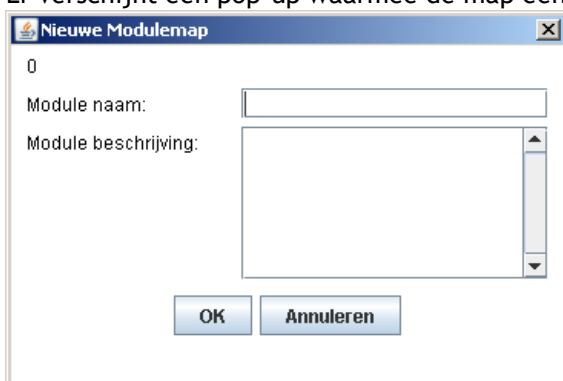 Er verschijnt een pop-up waarmee de map een
Nieuwe Modulemap
0
Module naam:
Module beschrijving:
OK
Annuleren